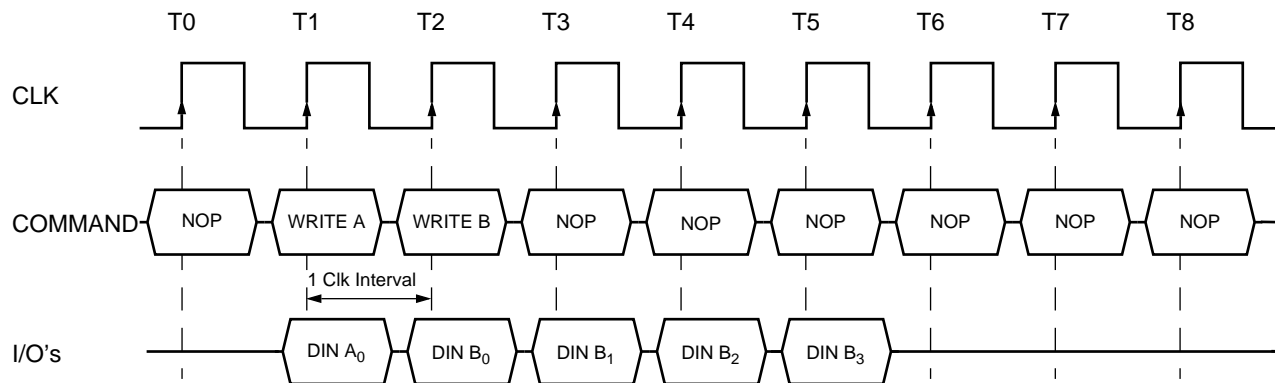 T0 T1 T2 T3 T4 T5 T6 T7 T8
CLK
COMMAND NOP WRITE A WRITE B NOP NOP NOP NOP NOP NOP
1 Clk Interval
I/O's DIN A0 DIN B0 DIN B1 DIN B2 DIN B3